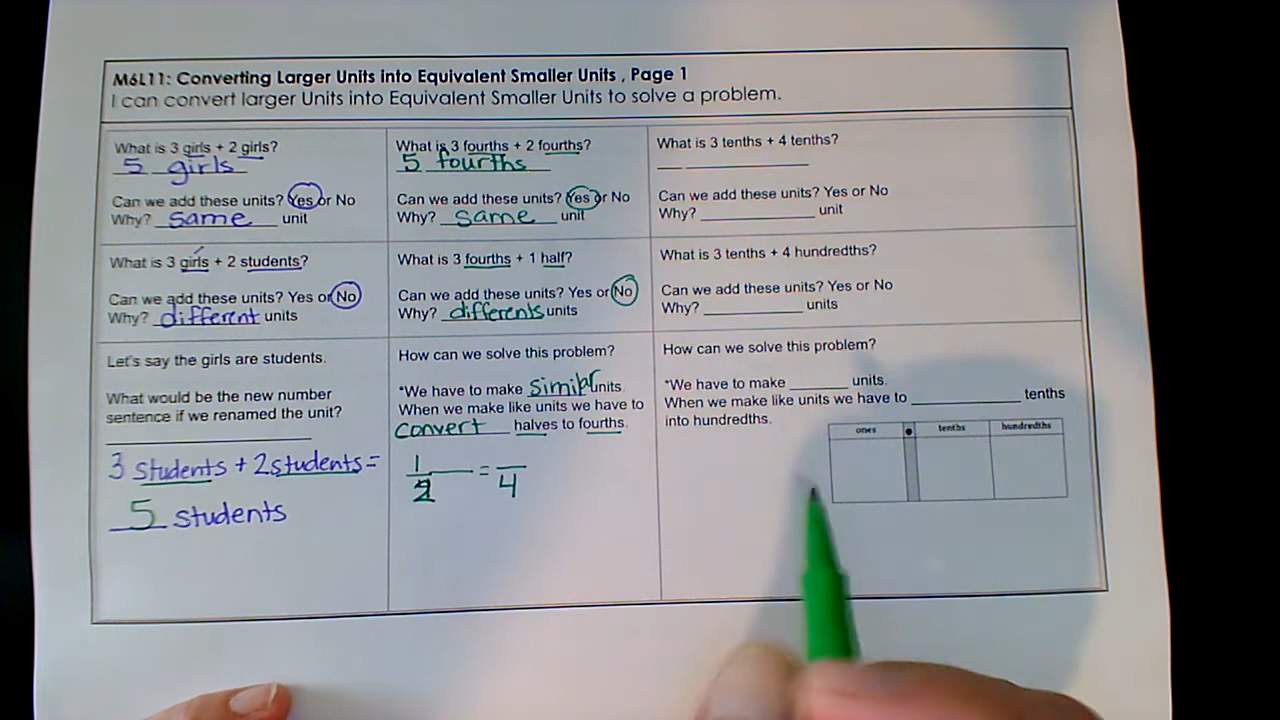 M6L11: Converting Larger Units into Equivalent Smaller Units , Page 1
I can convert larger Units into Equivalent Smaller Units to solve a problem.
What is 3 girls + 2 girls?
5 girls
Can we add these units? Yes or No
Why? same unit
What is 3 fourths + 2 fourths?
5 fourths
Can we add these units? Yes or No
Why? same unit
What is 3 tenths + 4 tenths?
Can we add these units? Yes or No
Why? ____________ unit
What is 3 girls + 2 students?
Can we add these units? Yes or No
Why? different units
What is 3 fourths + 1 half?
Can we add these units? Yes or No
Why? differents units
What is 3 tenths + 4 hundredths?
Can we add these units? Yes or No
Why? ____________ units
Let's say the girls are students.
What would be the new number
sentence if we renamed the unit?
3 students + 2 students =
5 students
How can we solve this problem?
*We have to make similar units.
When we make like units we have to
convert halves to fourths.
1/2 = /4
How can we solve this problem?
*We have to make _______ units.
When we make like units we have to ____________ tenths
into hundredths.
ones . tenths hundredths